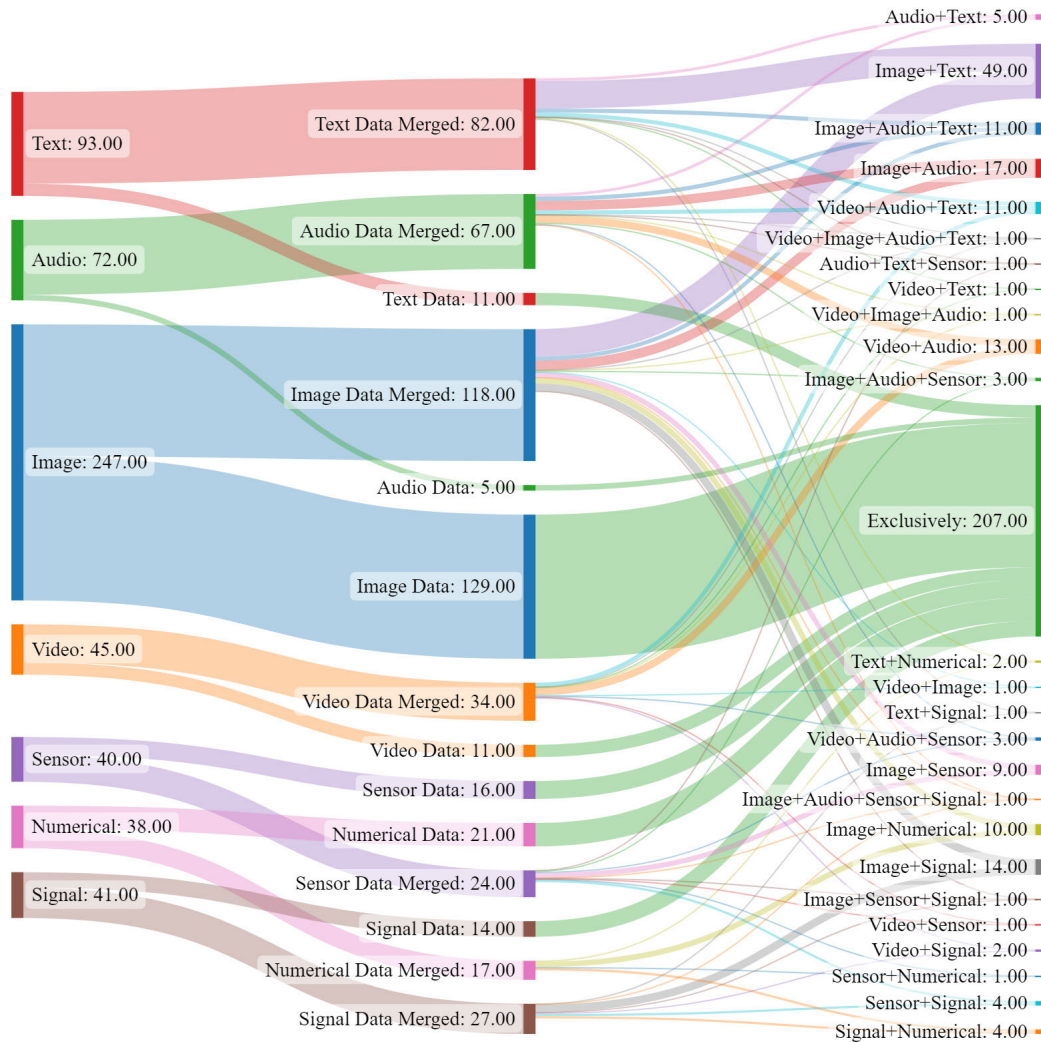 Text: 93.00
Audio: 72.00
Image: 247.00
Video: 45.00
Sensor: 40.00
Numerical: 38.00
Signal: 41.00
Text Data Merged: 82.00
Audio Data Merged: 67.00
Text Data: 11.00
Image Data Merged: 118.00
Audio Data: 5.00
Image Data: 129.00
Video Data Merged: 34.00
Video Data: 11.00
Sensor Data: 16.00
Numerical Data: 21.00
Sensor Data Merged: 24.00
Signal Data: 14.00
Numerical Data Merged: 17.00
Signal Data Merged: 27.00
Audio+Text: 5.00
Image+Text: 49.00
Image+Audio+Text: 11.00
Image+Audio: 17.00
Video+Audio+Text: 11.00
Video+Image+Audio+Text: 1.00
Audio+Text+Sensor: 1.00
Video+Text: 1.00
Video+Image+Audio: 1.00
Video+Audio: 13.00
Image+Audio+Sensor: 3.00
Exclusively: 207.00
Text+Numerical: 2.00
Video+Image: 1.00
Text+Signal: 1.00
Video+Audio+Sensor: 3.00
Image+Sensor: 9.00
Image+Audio+Sensor+Signal: 1.00
Image+Numerical: 10.00
Image+Signal: 14.00
Image+Sensor+Signal: 1.00
Video+Sensor: 1.00
Video+Signal: 2.00
Sensor+Numerical: 1.00
Sensor+Signal: 4.00
Signal+Numerical: 4.00